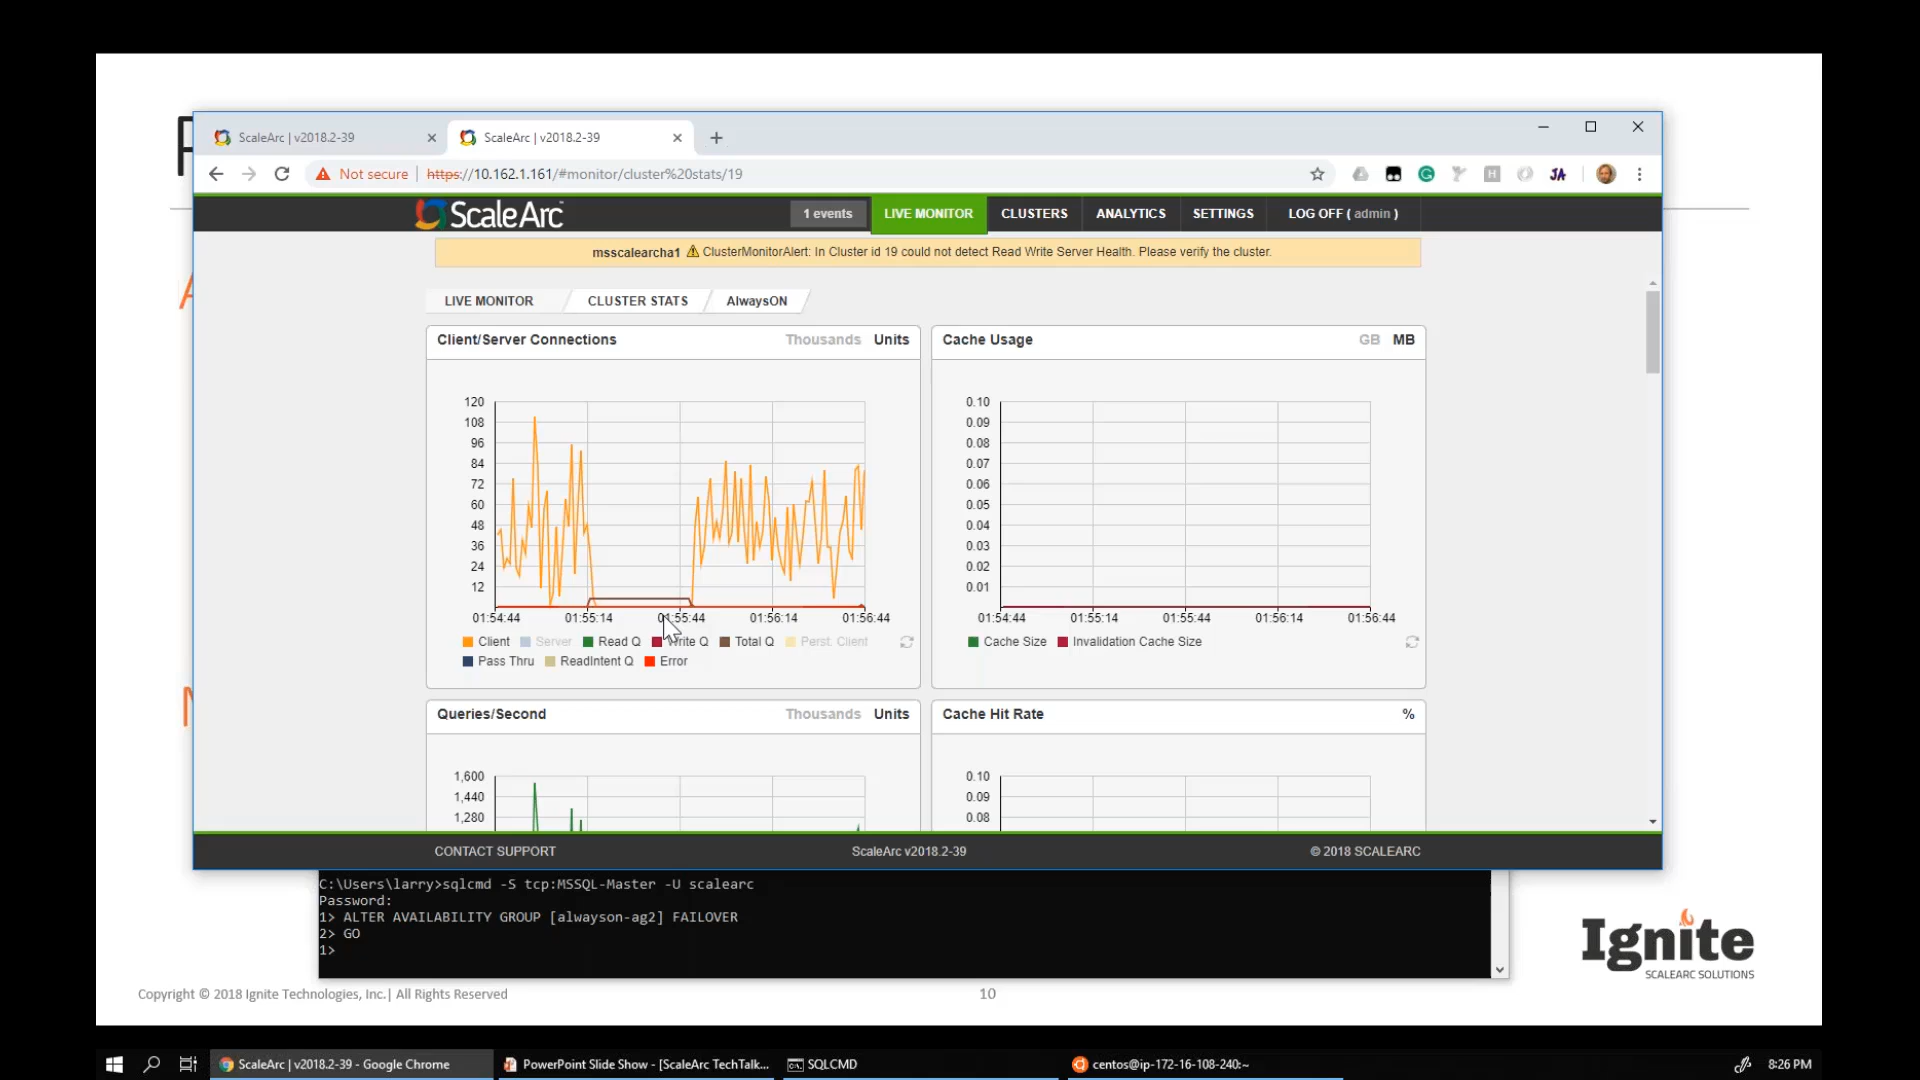 ScaleArc | v2018.2-39
ScaleArc | v2018.2-39
Not secure | https://10.162.1.161/#monitor/cluster%20stats/19
JA
ScaleArc
1 events
LIVE MONITOR
CLUSTERS
ANALYTICS
SETTINGS
LOG OFF ( admin )
msscalearcha1 ClusterMonitorAlert: In Cluster id 19 could not detect Read Write Server Health. Please verify the cluster.
LIVE MONITOR
CLUSTER STATS
AlwaysON
Client/Server Connections
Thousands Units
120
108
96
84
72
60
48
36
24
12
01:54:44 01:55:14 01:55:44 01:56:14 01:56:44
Client Server Read Q Write Q Total Q Perst. Client
Pass Thru ReadIntent Q Error
Cache Usage
GB MB
0.10
0.09
0.08
0.07
0.06
0.05
0.04
0.03
0.02
0.01
01:54:44 01:55:14 01:55:44 01:56:14 01:56:44
Cache Size Invalidation Cache Size
Queries/Second
Thousands Units
1,600
1,440
1,280
Cache Hit Rate
%
0.10
0.09
0.08
CONTACT SUPPORT
ScaleArc v2018.2-39
© 2018 SCALEARC
C:\Users\larry>sqlcmd -S tcp:MSSQL-Master -U scalearc
Password:
1> ALTER AVAILABILITY GROUP [alwayson-ag2] FAILOVER
2> GO
1>
Ignite
SCALEARC SOLUTIONS
Copyright © 2018 Ignite Technologies, Inc.| All Rights Reserved
10
ScaleArc | v2018.2-39 - Google Chrome
PowerPoint Slide Show - [ScaleArc TechTalk...
SQLCMD
centos@ip-172-16-108-240:~
8:26 PM